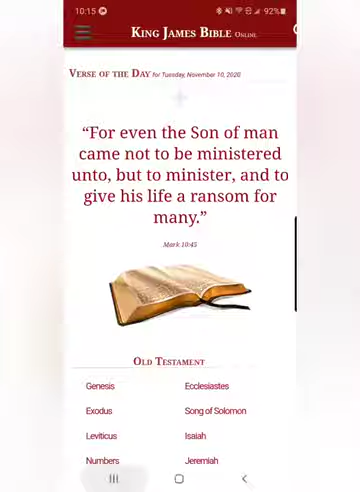 10:15
92%
King James Bible Online
Verse of the Day for Tuesday, November 10, 2020
“For even the Son of man
came not to be ministered
unto, but to minister, and to
give his life a ransom for
many.”
Mark 10:45
Old Testament
Genesis Ecclesiastes
Exodus Song of Solomon
Leviticus Isaiah
Numbers Jeremiah